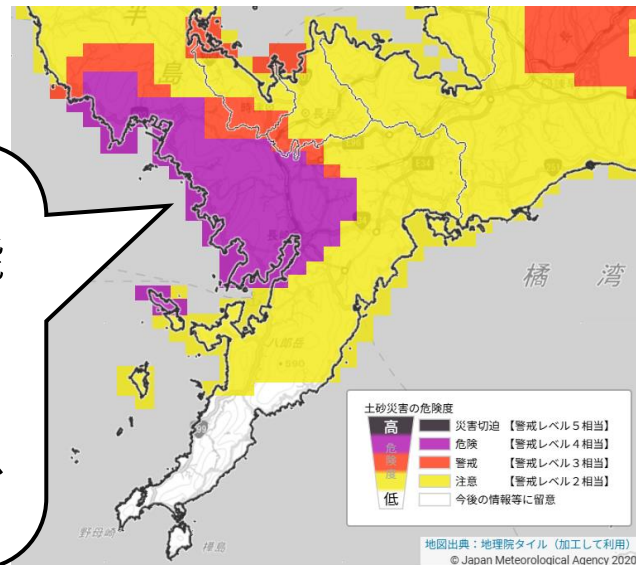 半
島
長崎
橘 湾
八郎岳
野母崎
樺島
土砂災害の危険度
高 災害切迫 【警戒レベル5相当】
危険 【警戒レベル4相当】
危険度
警戒 【警戒レベル3相当】
注意 【警戒レベル2相当】
低 今後の情報等に留意
地図出典：地理院タイル（加工して利用）
© Japan Meteorological Agency 2020